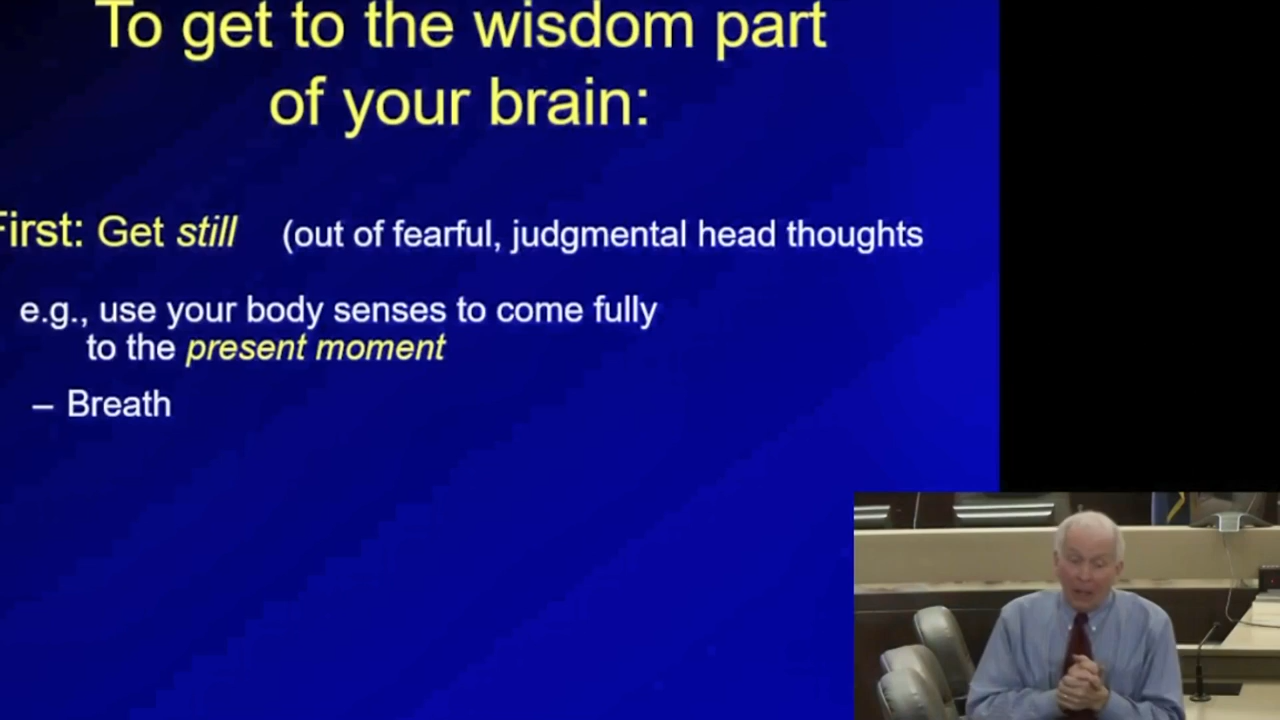 To get to the wisdom part
of your brain:
First: Get still (out of fearful, judgmental head thoughts
e.g., use your body senses to come fully
to the present moment
– Breath